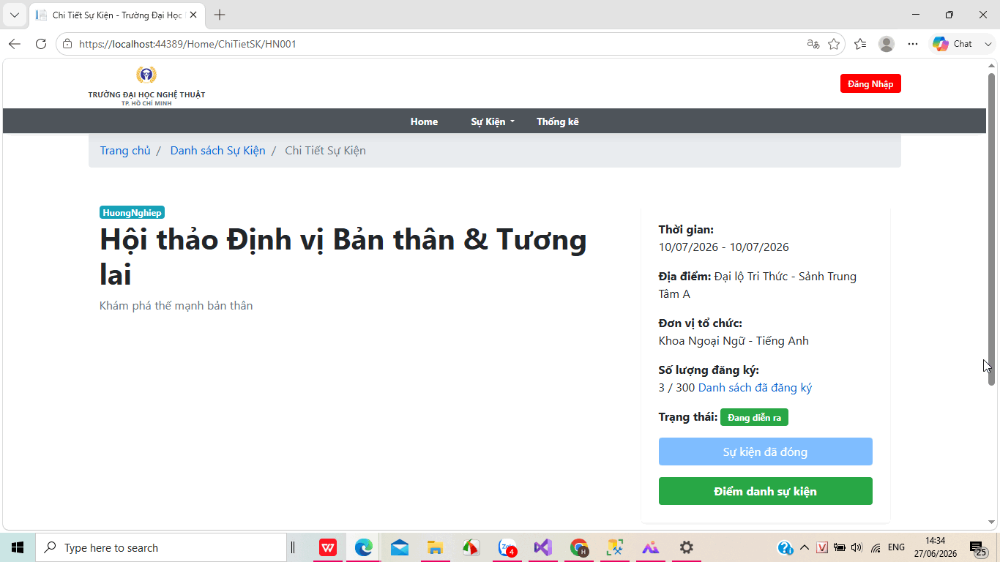 Chi Tiết Sự Kiện - Trường Đại Học
https://localhost:44389/Home/ChiTietSK/HN001
Chat
TRƯỜNG ĐẠI HỌC NGHỆ THUẬT
TP. HỒ CHÍ MINH
Đăng Nhập
Home Sự Kiện Thống kê
Trang chủ / Danh sách Sự Kiện / Chi Tiết Sự Kiện
HuongNghiep
Hội thảo Định vị Bản thân & Tương
lai
Khám phá thế mạnh bản thân
Thời gian:
10/07/2026 - 10/07/2026
Địa điểm: Đại lộ Tri Thức - Sảnh Trung
Tâm A
Đơn vị tổ chức:
Khoa Ngoại Ngữ - Tiếng Anh
Số lượng đăng ký:
3 / 300 Danh sách đã đăng ký
Trạng thái: Đang diễn ra
Sự kiện đã đóng
Điểm danh sự kiện
Type here to search
4
H
V
ENG
14:34
27/06/2026
25